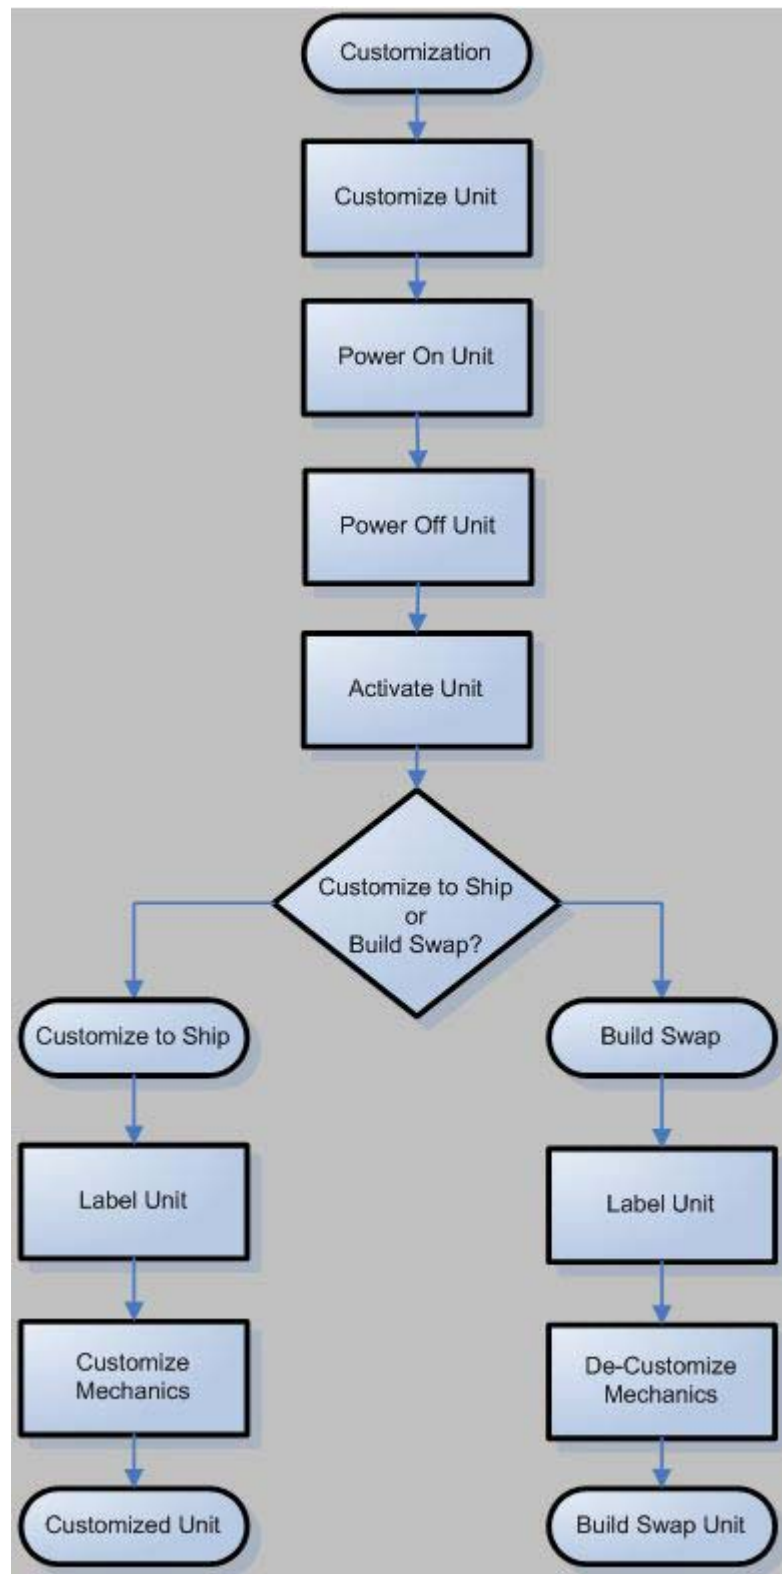 Customization
Customize Unit
Power On Unit
Power Off Unit
Activate Unit
Customize to Ship
or
Build Swap?
Customize to Ship
Build Swap
Label Unit
Label Unit
Customize
Mechanics
De-Customize
Mechanics
Customized Unit
Build Swap Unit